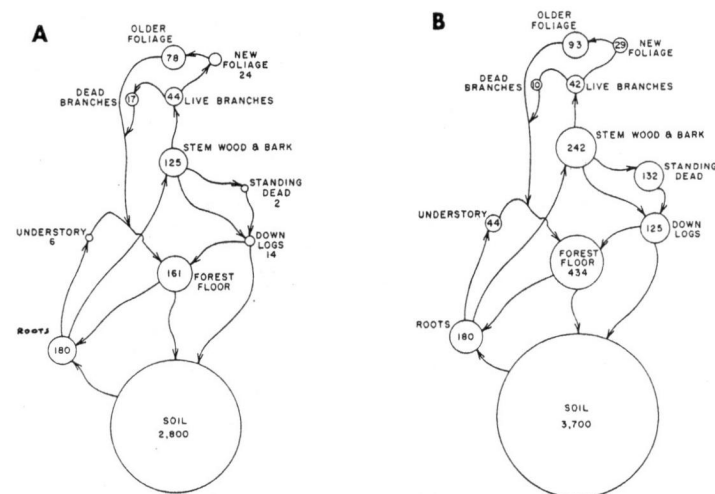 A
OLDER
FOLIAGE
78
NEW
FOLIAGE
24
DEAD
BRANCHES
17
44
LIVE BRANCHES
STEM WOOD & BARK
125
STANDING
DEAD
2
UNDERSTORY
6
DOWN
LOGS
14
161
FOREST
FLOOR
ROOTS
180
SOIL
2,800
B
OLDER
FOLIAGE
93
29
NEW
FOLIAGE
DEAD
BRANCHES
10
42
LIVE BRANCHES
STEM WOOD & BARK
242
132
STANDING
DEAD
UNDERSTORY
44
125
DOWN
LOGS
FOREST
FLOOR
434
ROOTS
180
SOIL
3,700